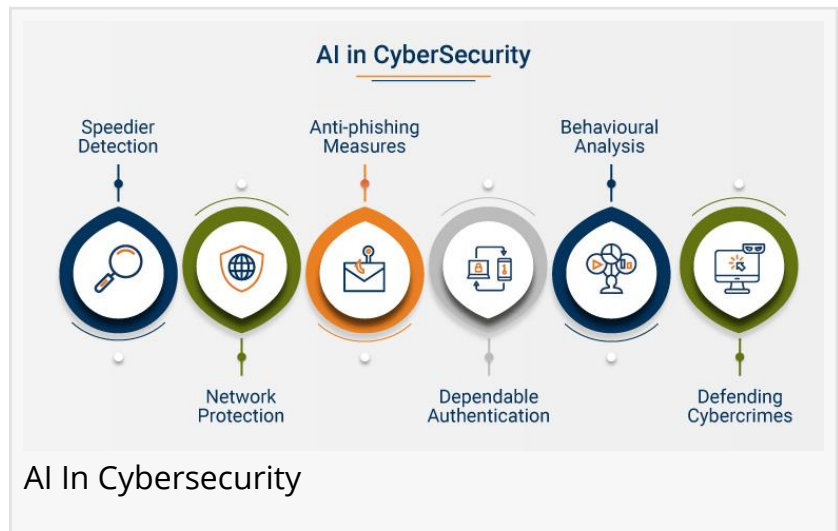 AI in CyberSecurity
Speedier
Detection
Anti-phishing
Measures
Behavioural
Analysis
Network
Protection
Dependable
Authentication
Defending
Cybercrimes
AI In Cybersecurity